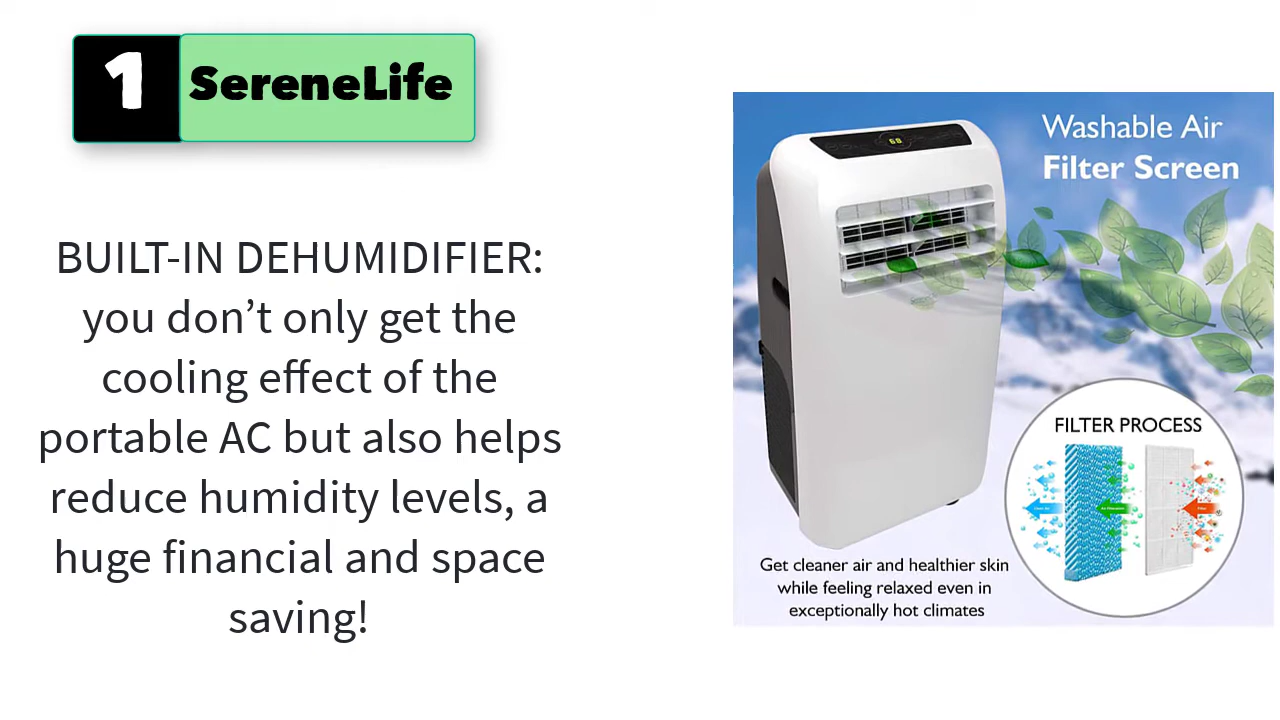 1 SereneLife
BUILT-IN DEHUMIDIFIER:
you don’t only get the
cooling effect of the
portable AC but also helps
reduce humidity levels, a
huge financial and space
saving!
Washable Air
Filter Screen
68
FILTER PROCESS
Get cleaner air and healthier skin
while feeling relaxed even in
exceptionally hot climates